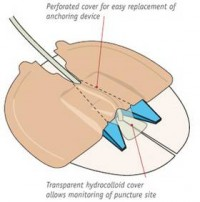 Perforated cover for easy replacement of
anchoring device
Transparent hydrocolloid cover
allows monitoring of puncture site